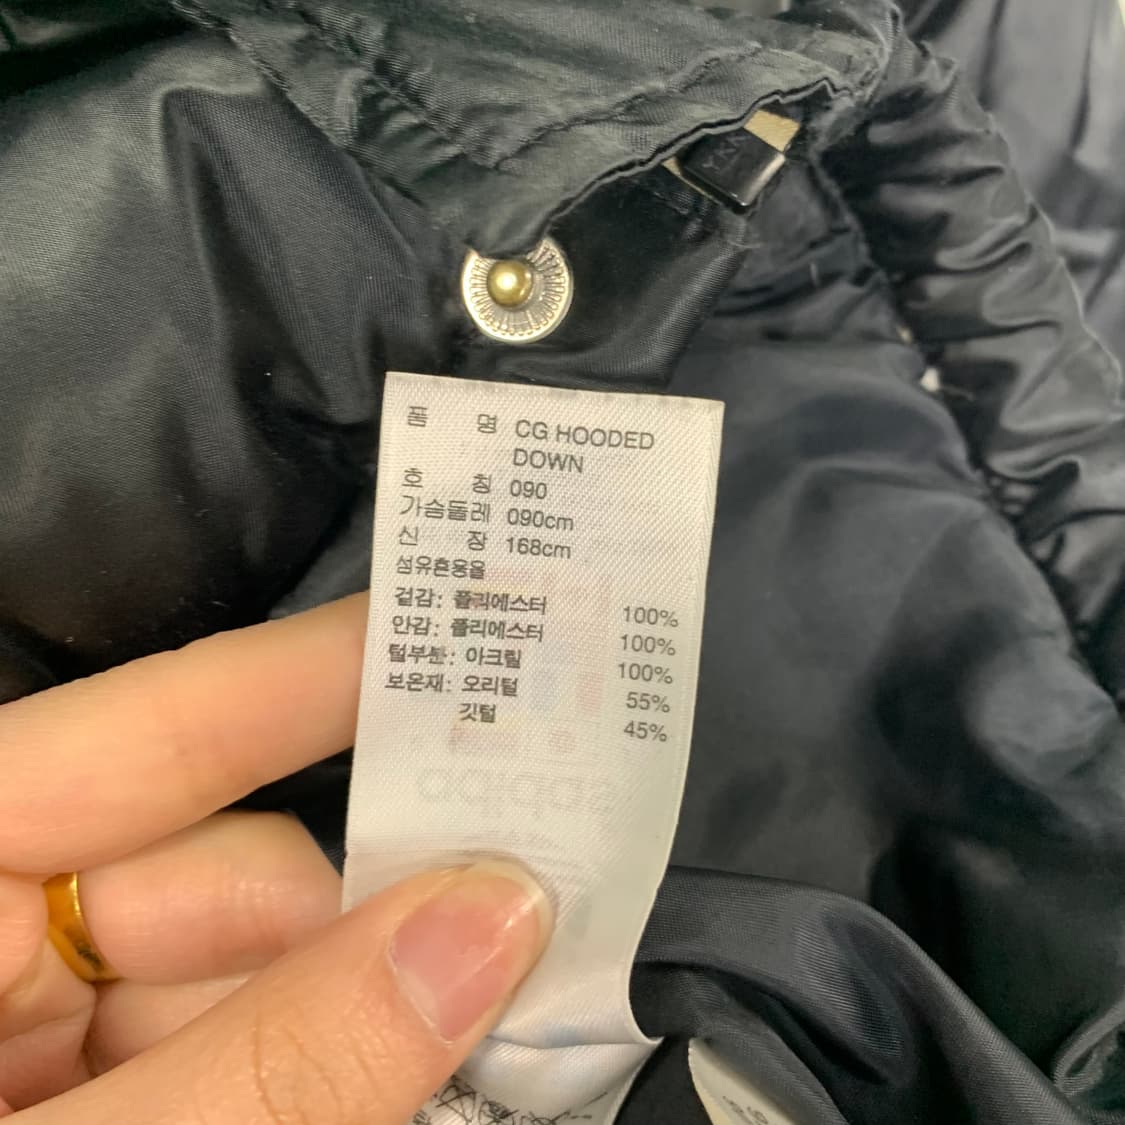 YKK
품 명 CG HOODED
DOWN
호 칭 090
가슴둘레 090cm
신 장 168cm
섬유혼용율
겉감: 폴리에스터 100%
안감: 폴리에스터 100%
털부분: 아크릴 100%
보온재: 오리털 55%
깃털 45%
adidas